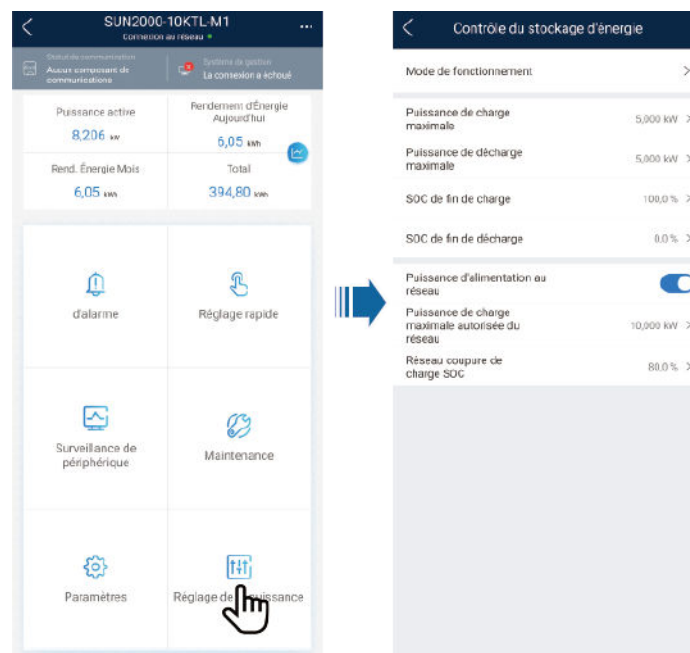 SUN2000-10KTL-M1
Connexion au réseau
Statut de communication
Aucun composant de
communications
Système de gestion
La connexion a échoué
Puissance active
8,206 kW
Rendement d'Énergie
Aujourd'hui
6,05 kWh
Rend. Énergie Mois
6,05 kWh
Total
394,80 kWh
d'alarme
Réglage rapide
Surveillance de
périphérique
Maintenance
Paramètres
Réglage de puissance
Contrôle du stockage d'énergie
Mode de fonctionnement
Puissance de charge
maximale
5,000 kW
Puissance de décharge
maximale
5,000 kW
SOC de fin de charge
100,0 %
SOC de fin de décharge
0,0 %
Puissance d'alimentation au
réseau
Puissance de charge
maximale autorisée du
réseau
10,000 kW
Réseau coupure de
charge SOC
80,0 %